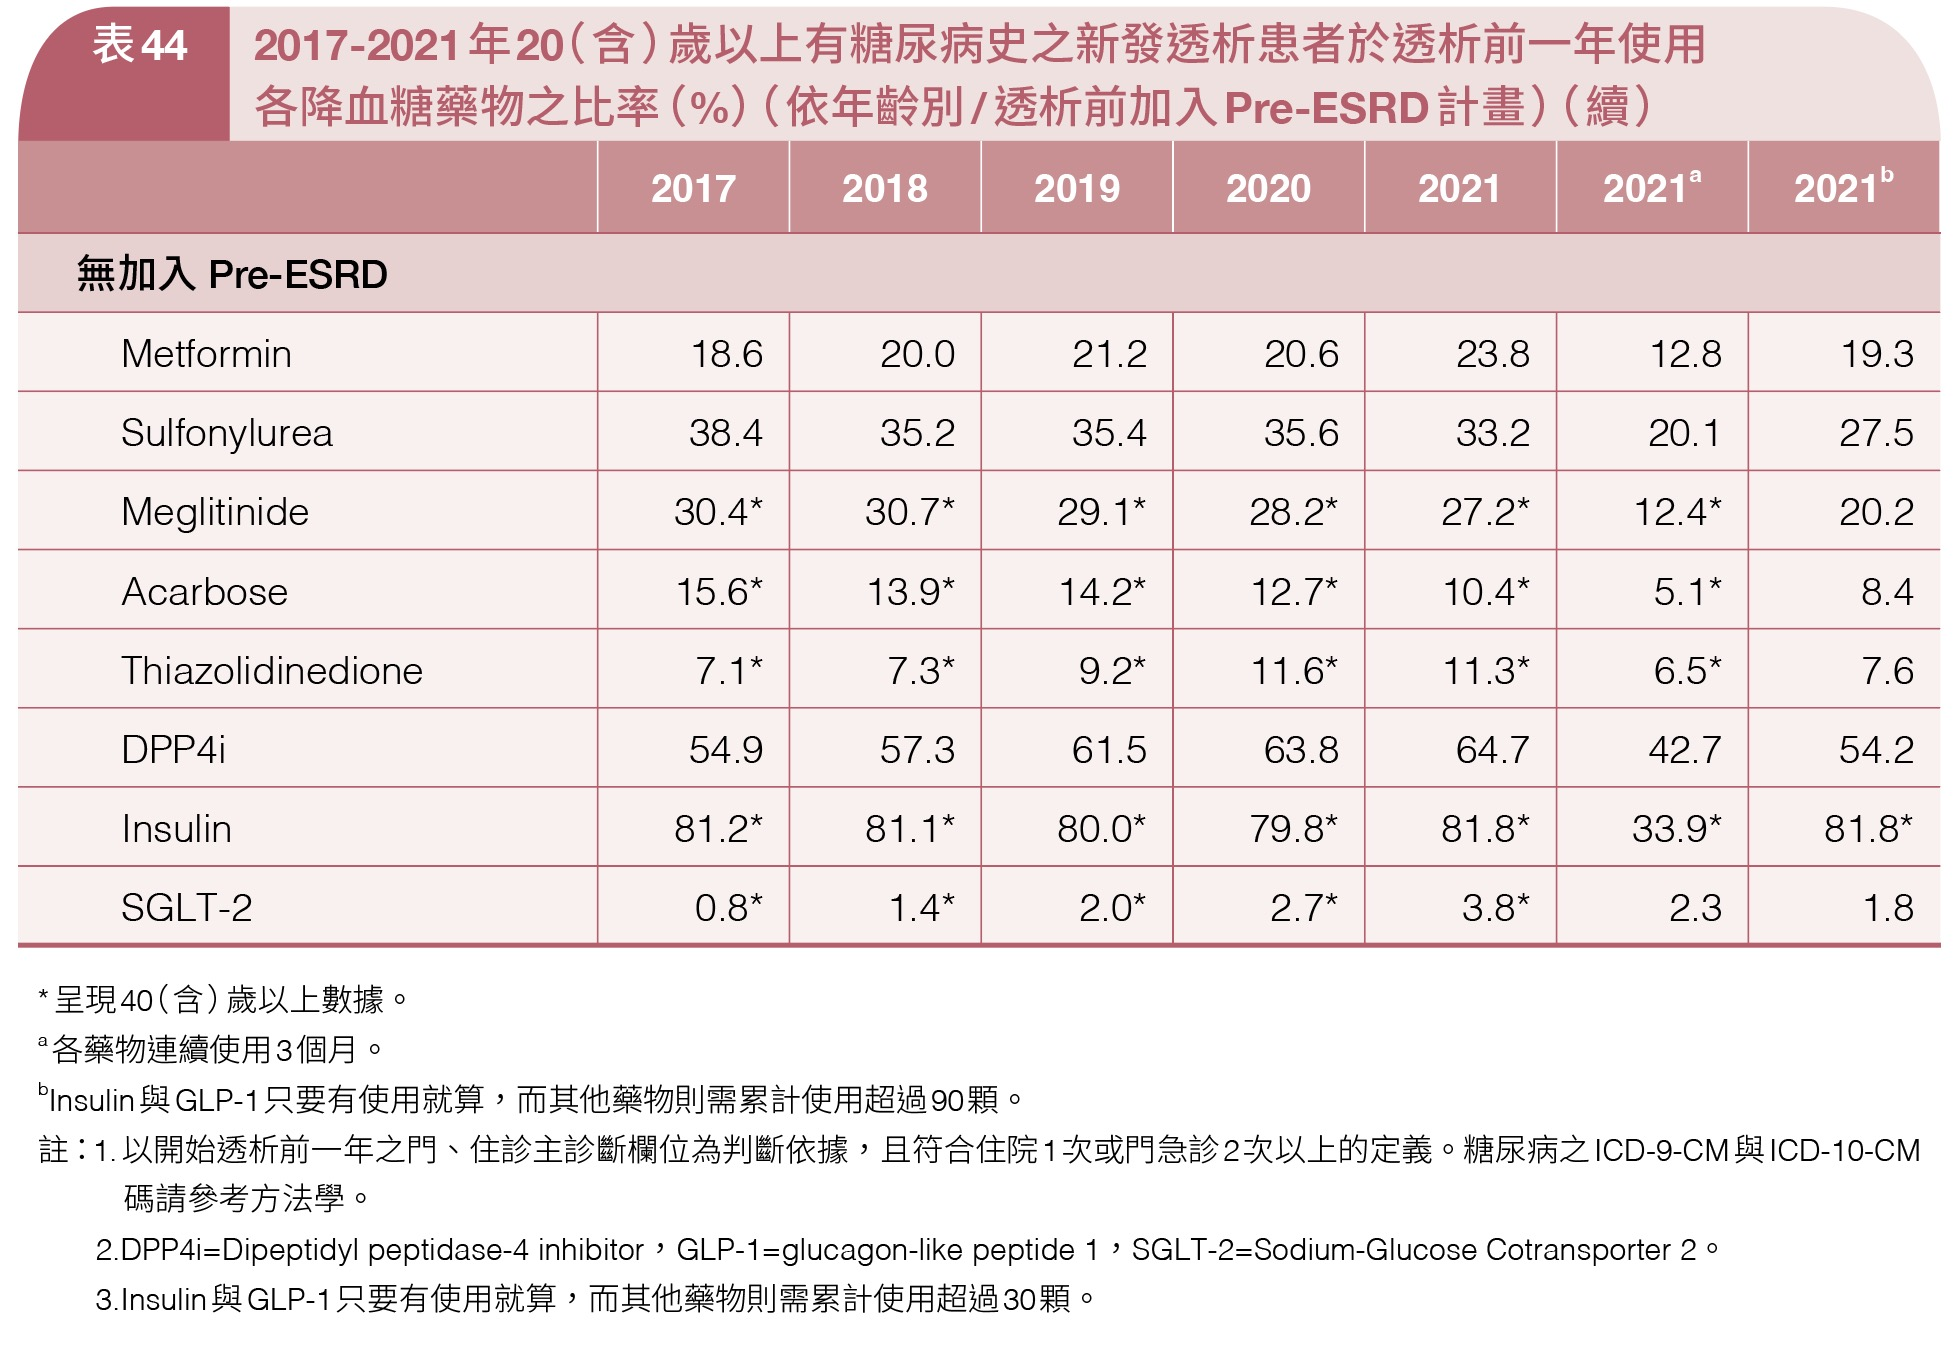 表44
2017-2021年20（含）歲以上有糖尿病史之新發透析患者於透析前一年使用
各降血糖藥物之比率（%）（依年齡別/透析前加入Pre-ESRD計畫）（續）
2017 2018 2019 2020 2021 2021a 2021b
無加入 Pre-ESRD
Metformin 18.6 20.0 21.2 20.6 23.8 12.8 19.3
Sulfonylurea 38.4 35.2 35.4 35.6 33.2 20.1 27.5
Meglitinide 30.4* 30.7* 29.1* 28.2* 27.2* 12.4* 20.2
Acarbose 15.6* 13.9* 14.2* 12.7* 10.4* 5.1* 8.4
Thiazolidinedione 7.1* 7.3* 9.2* 11.6* 11.3* 6.5* 7.6
DPP4i 54.9 57.3 61.5 63.8 64.7 42.7 54.2
Insulin 81.2* 81.1* 80.0* 79.8* 81.8* 33.9* 81.8*
SGLT-2 0.8* 1.4* 2.0* 2.7* 3.8* 2.3 1.8
*呈現40（含）歲以上數據。
a各藥物連續使用3個月。
bInsulin與GLP-1只要有使用就算，而其他藥物則需累計使用超過90顆。
註：1.以開始透析前一年之門、住診主診斷欄位為判斷依據，且符合住院1次或門急診2次以上的定義。糖尿病之ICD-9-CM與ICD-10-CM
碼請參考方法學。
2.DPP4i=Dipeptidyl peptidase-4 inhibitor，GLP-1=glucagon-like peptide 1，SGLT-2=Sodium-Glucose Cotransporter 2。
3.Insulin與GLP-1只要有使用就算，而其他藥物則需累計使用超過30顆。